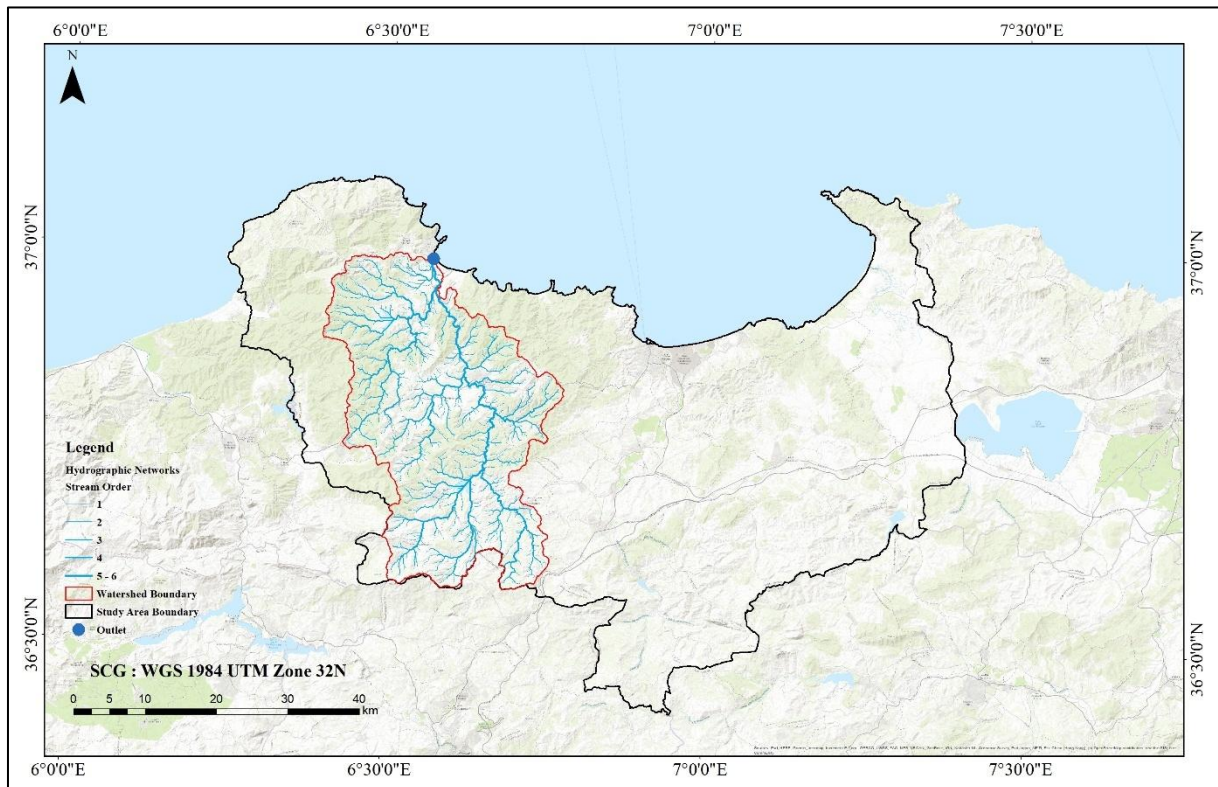 6°0'0"E 6°30'0"E 7°0'0"E 7°30'0"E
N
37°0'0"N
37°0'0"N
Legend
Hydrographic Networks
Stream Order
1
2
3
4
5 - 6
Watershed Boundary
Study Area Boundary
Outlet
36°30'0"N
36°30'0"N
SCG : WGS 1984 UTM Zone 32N
0 5 10 20 30 40
km
6°0'0"E 6°30'0"E 7°0'0"E 7°30'0"E